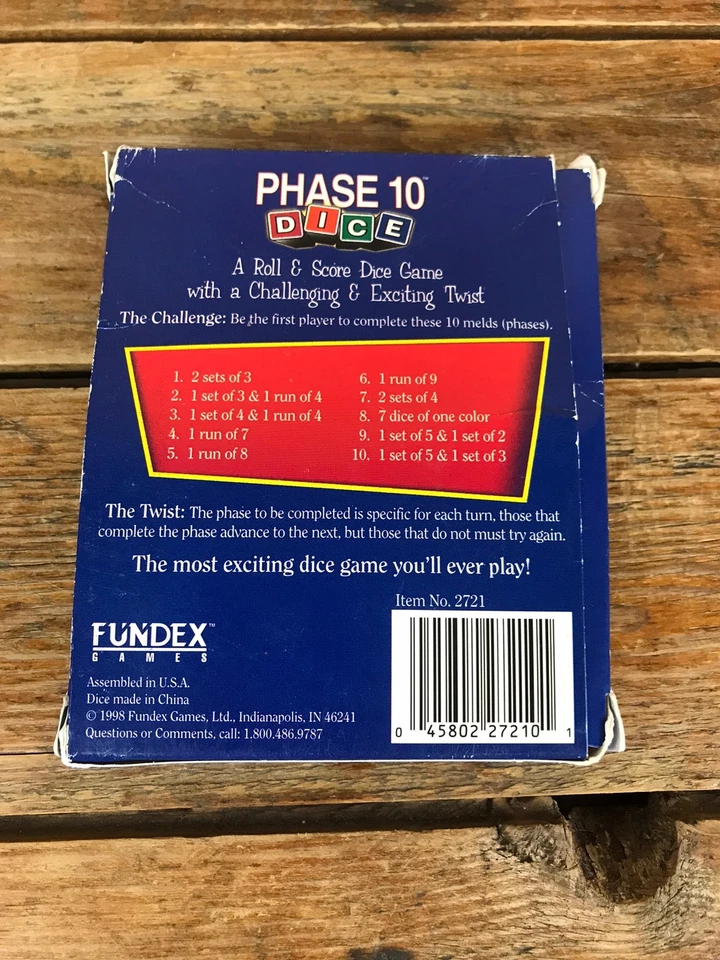 PHASE 10™
DICE
A Roll & Score Dice Game
with a Challenging & Exciting Twist
The Challenge: Be the first player to complete these 10 melds (phases).
1. 2 sets of 3
2. 1 set of 3 & 1 run of 4
3. 1 set of 4 & 1 run of 4
4. 1 run of 7
5. 1 run of 8
6. 1 run of 9
7. 2 sets of 4
8. 7 dice of one color
9. 1 set of 5 & 1 set of 2
10. 1 set of 5 & 1 set of 3
The Twist: The phase to be completed is specific for each turn, those that
complete the phase advance to the next, but those that do not must try again.
The most exciting dice game you'll ever play!
Item No. 2721
FUNDEX™
GAMES
Assembled in U.S.A.
Dice made in China
© 1998 Fundex Games, Ltd., Indianapolis, IN 46241
Questions or Comments, call: 1.800.486.9787
0 45802 27210 1